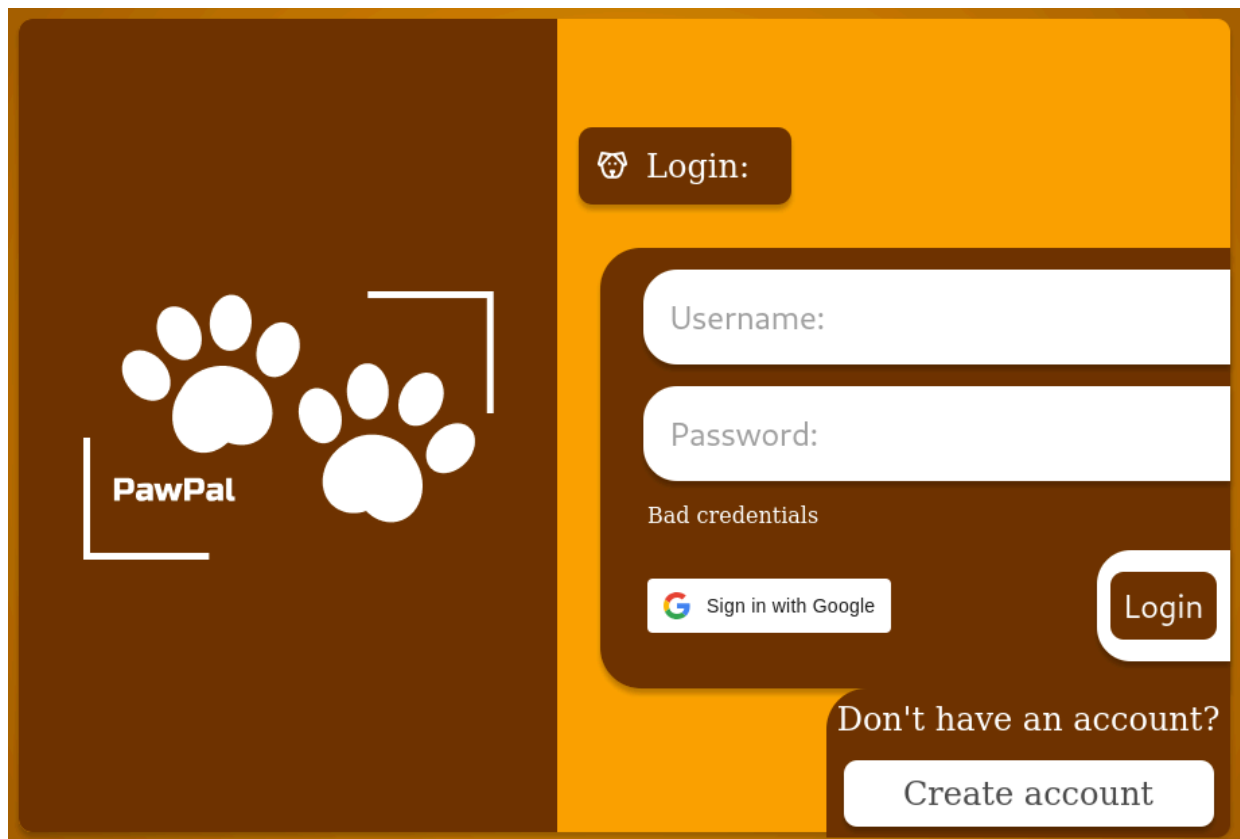 Login:
Username:
Password:
PawPal
Bad credentials
Sign in with Google
Login
Don't have an account?
Create account